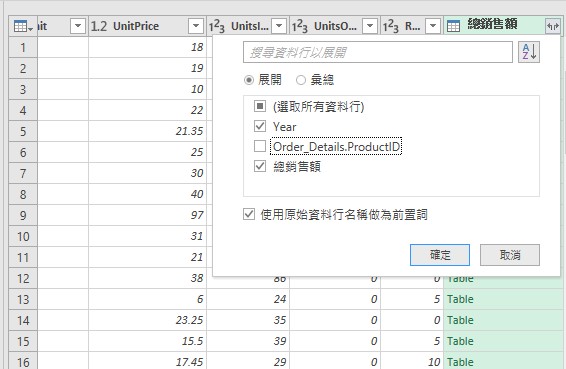 nit 1.2 UnitPrice 1²3 UnitsI... 1²3 UnitsO... 1²3 R... 總銷售額
1 18
2 19
3 10
4 22
5 21.35
6 25
7 30
8 40
9 97
10 31
11 21
12 38 86 0 0 Table
13 6 24 0 5 Table
14 23.25 35 0 0 Table
15 15.5 39 0 5 Table
16 17.45 29 0 10 Table
搜尋資料行以展開
A
Z
展開 彙總
(選取所有資料行)
Year
Order_Details.ProductID
總銷售額
使用原始資料行名稱做為前置詞
確定 取消